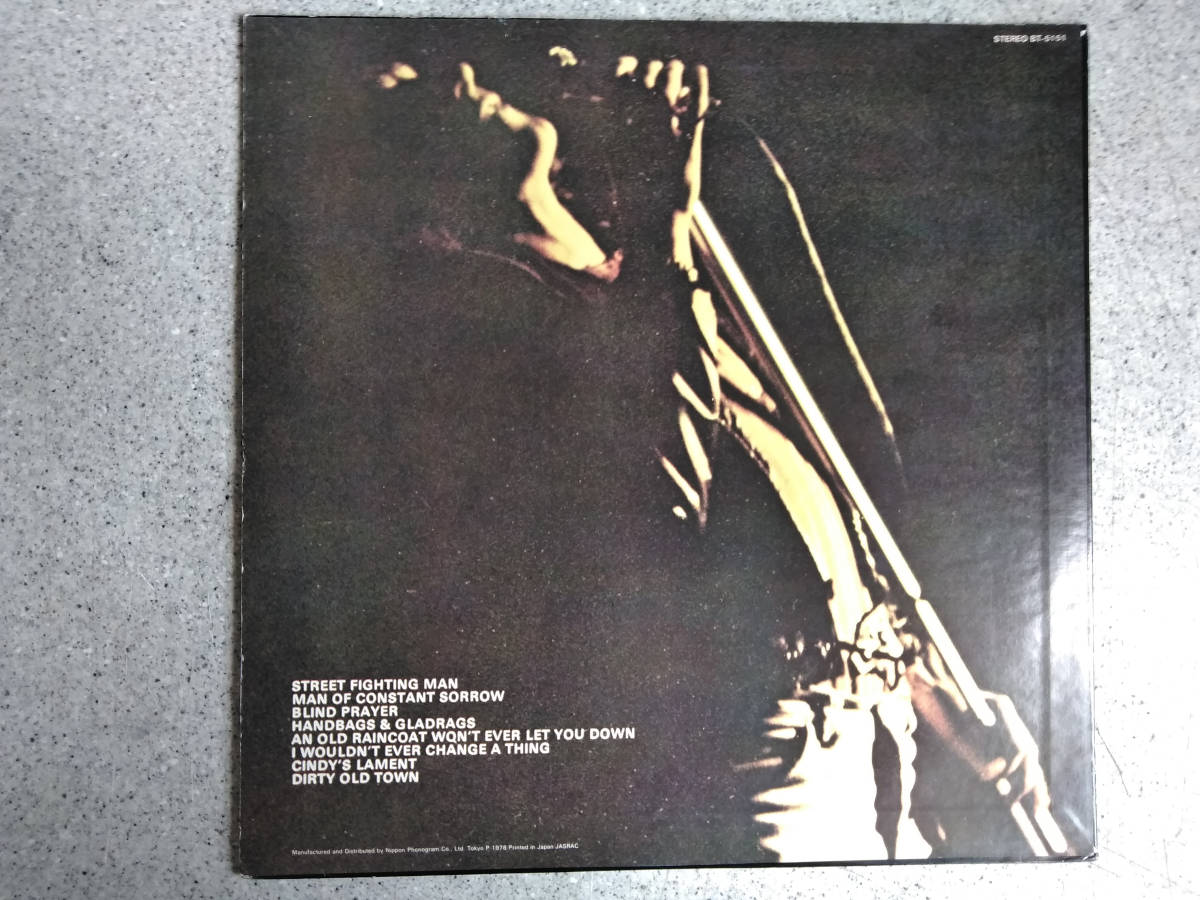 STEREO BT-5151
STREET FIGHTING MAN
MAN OF CONSTANT SORROW
BLIND PRAYER
HANDBAGS & GLADRAGS
AN OLD RAINCOAT WON'T EVER LET YOU DOWN
I WOULDN'T EVER CHANGE A THING
CINDY'S LAMENT
DIRTY OLD TOWN
Manufactured and Distributed by Nippon Phonogram Co., Ltd. Tokyo P 1978 Printed in Japan JASRAC